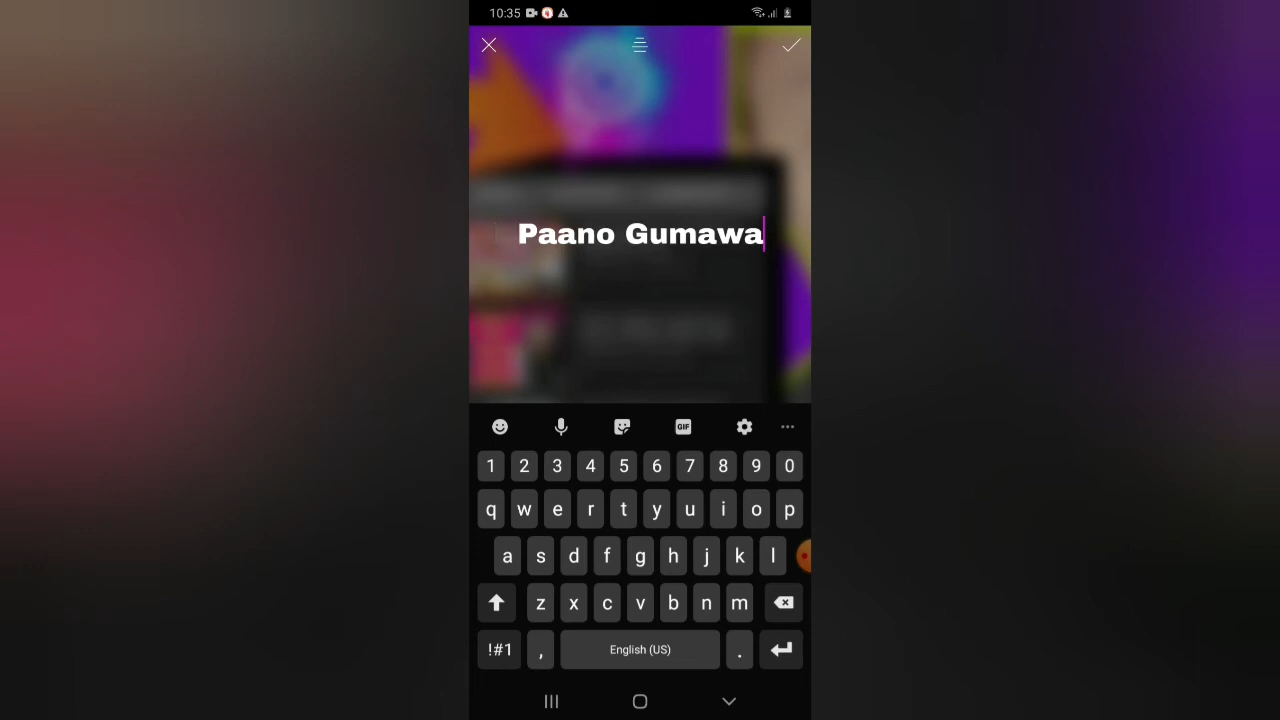 10:35
Paano Gumawa
GIF
1 2 3 4 5 6 7 8 9 0
q w e r t y u i o p
a s d f g h j k l
z x c v b n m
!#1 , English (US) .